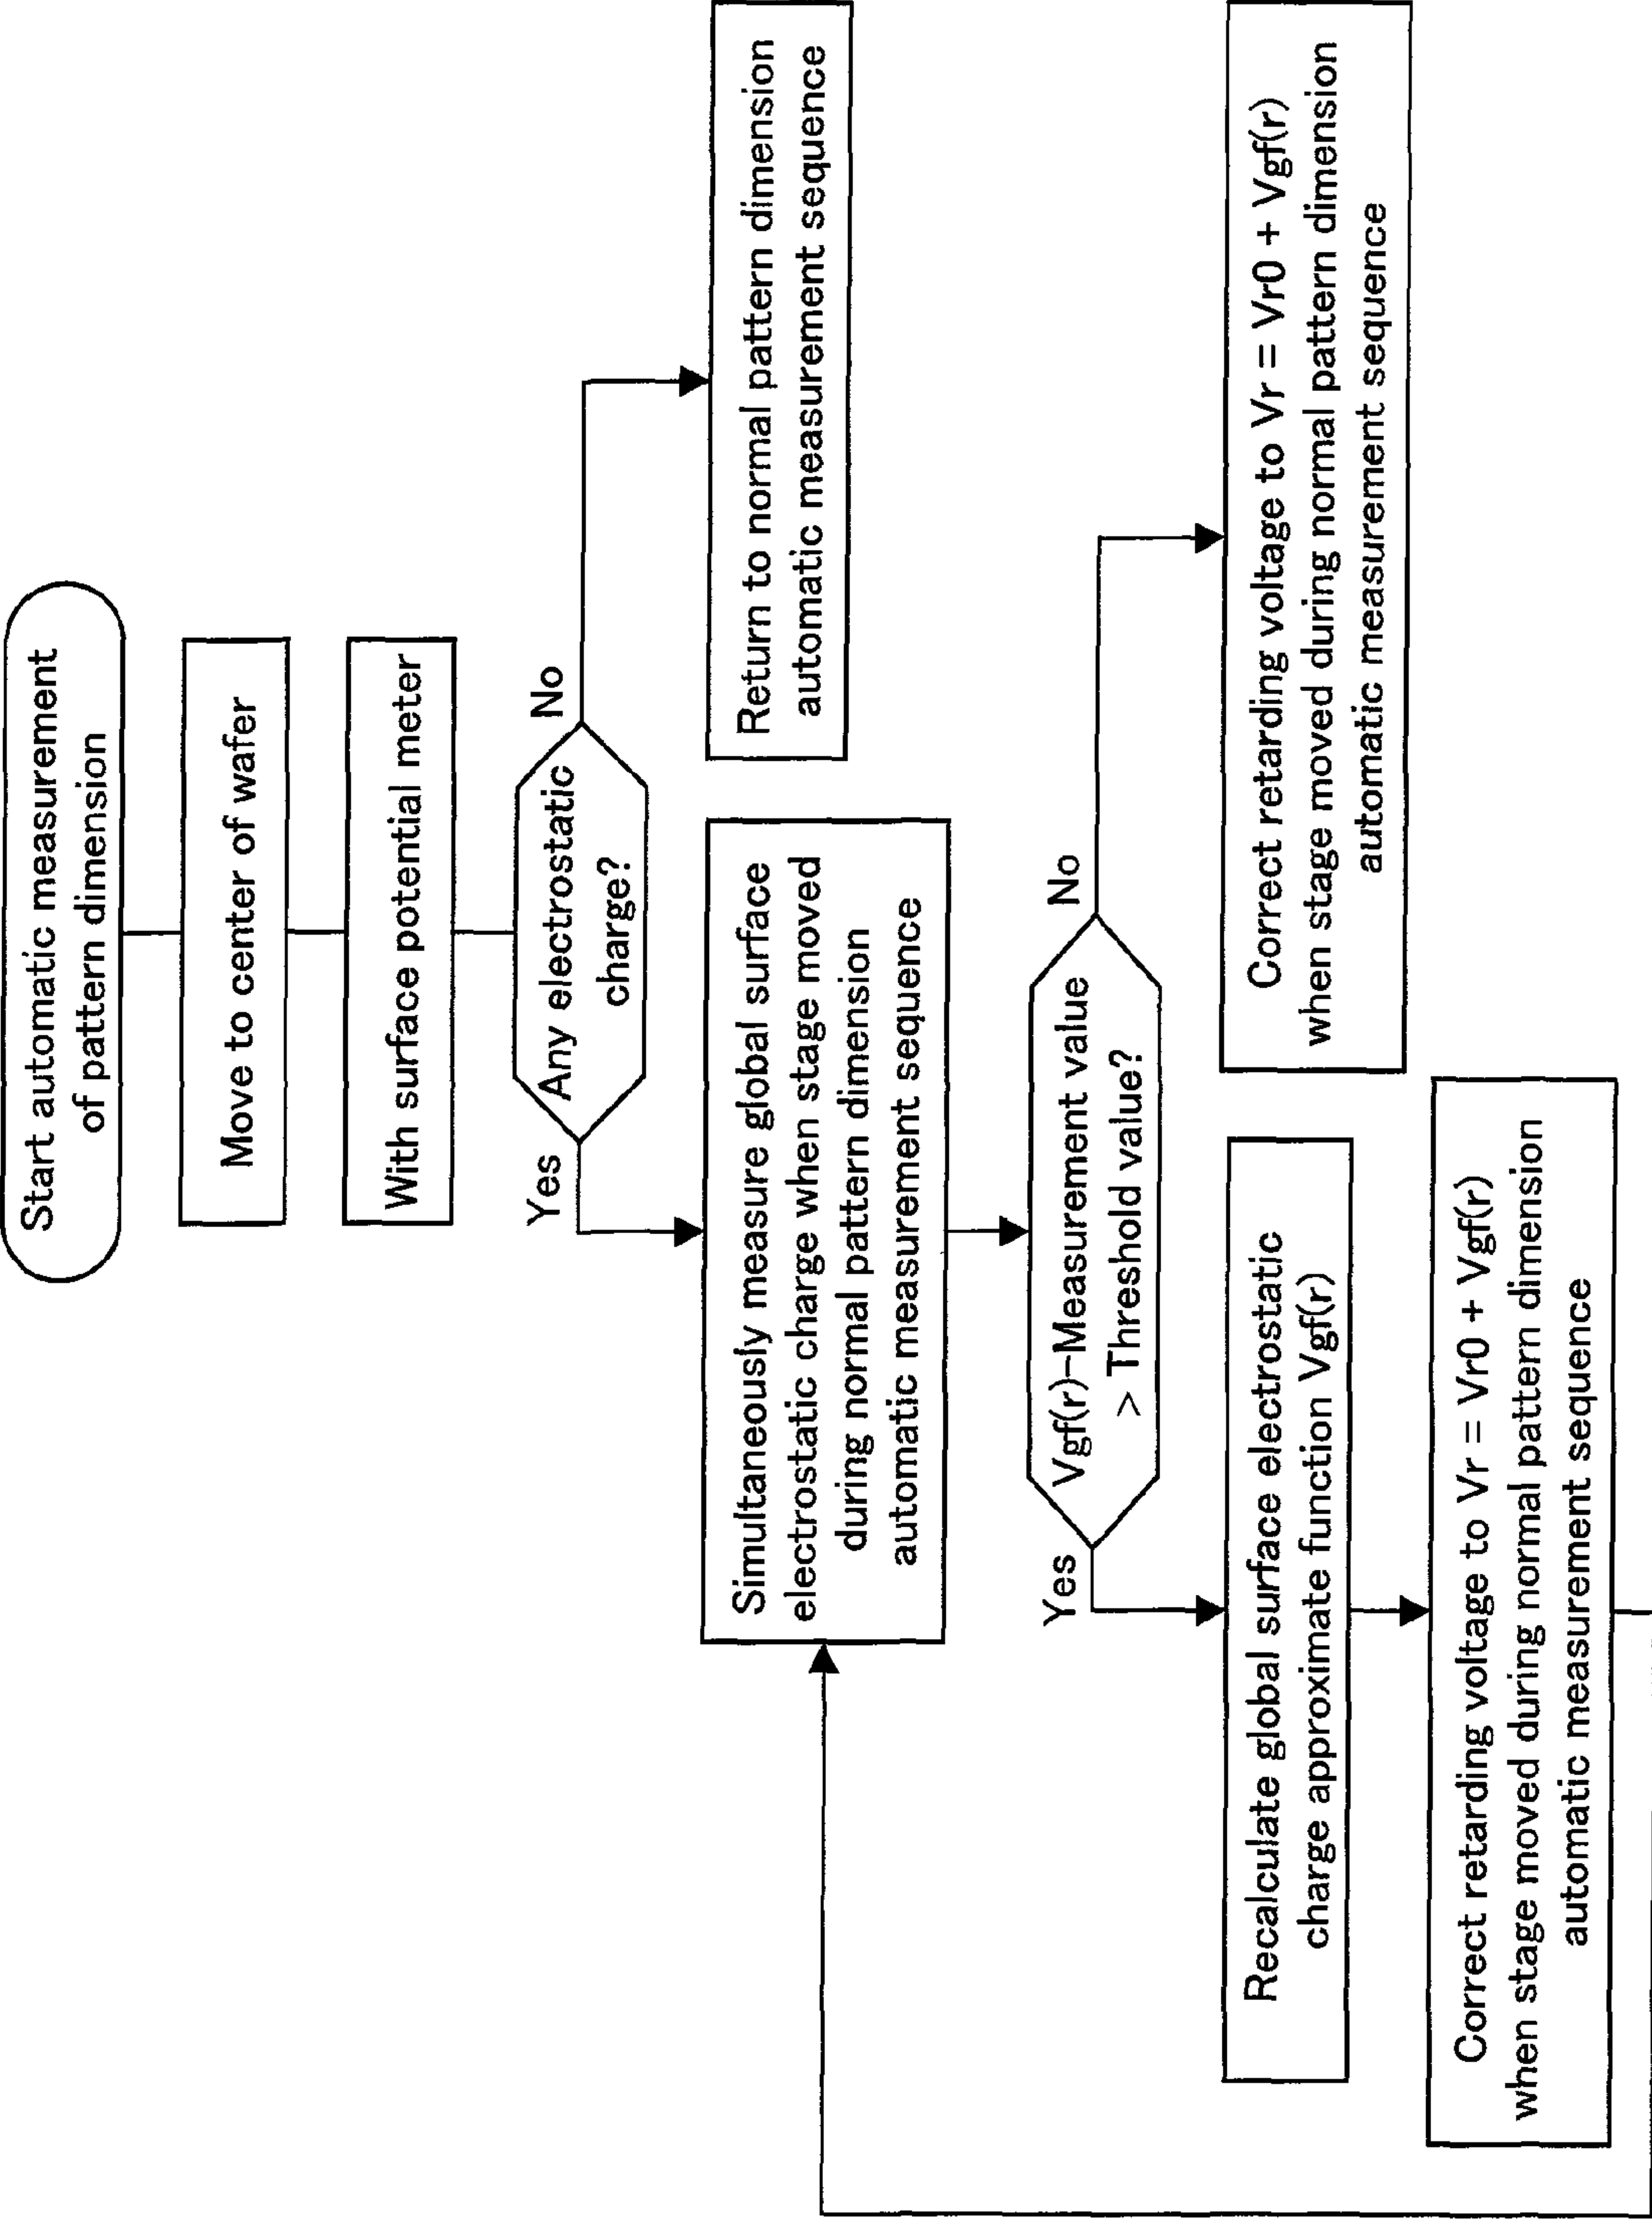 Start automatic measurement
of pattern dimension
Move to center of wafer
With surface potential meter
Any electrostatic
charge?
Yes
No
Simultaneously measure global surface
electrostatic charge when stage moved
during normal pattern dimension
automatic measurement sequence
Return to normal pattern dimension
automatic measurement sequence
Vgf(r)−Measurement value
> Threshold value?
Yes
No
Recalculate global surface electrostatic
charge approximate function Vgf(r)
Correct retarding voltage to Vr = Vr0 + Vgf(r)
when stage moved during normal pattern dimension
automatic measurement sequence
Correct retarding voltage to Vr = Vr0 + Vgf(r)
when stage moved during normal pattern dimension
automatic measurement sequence